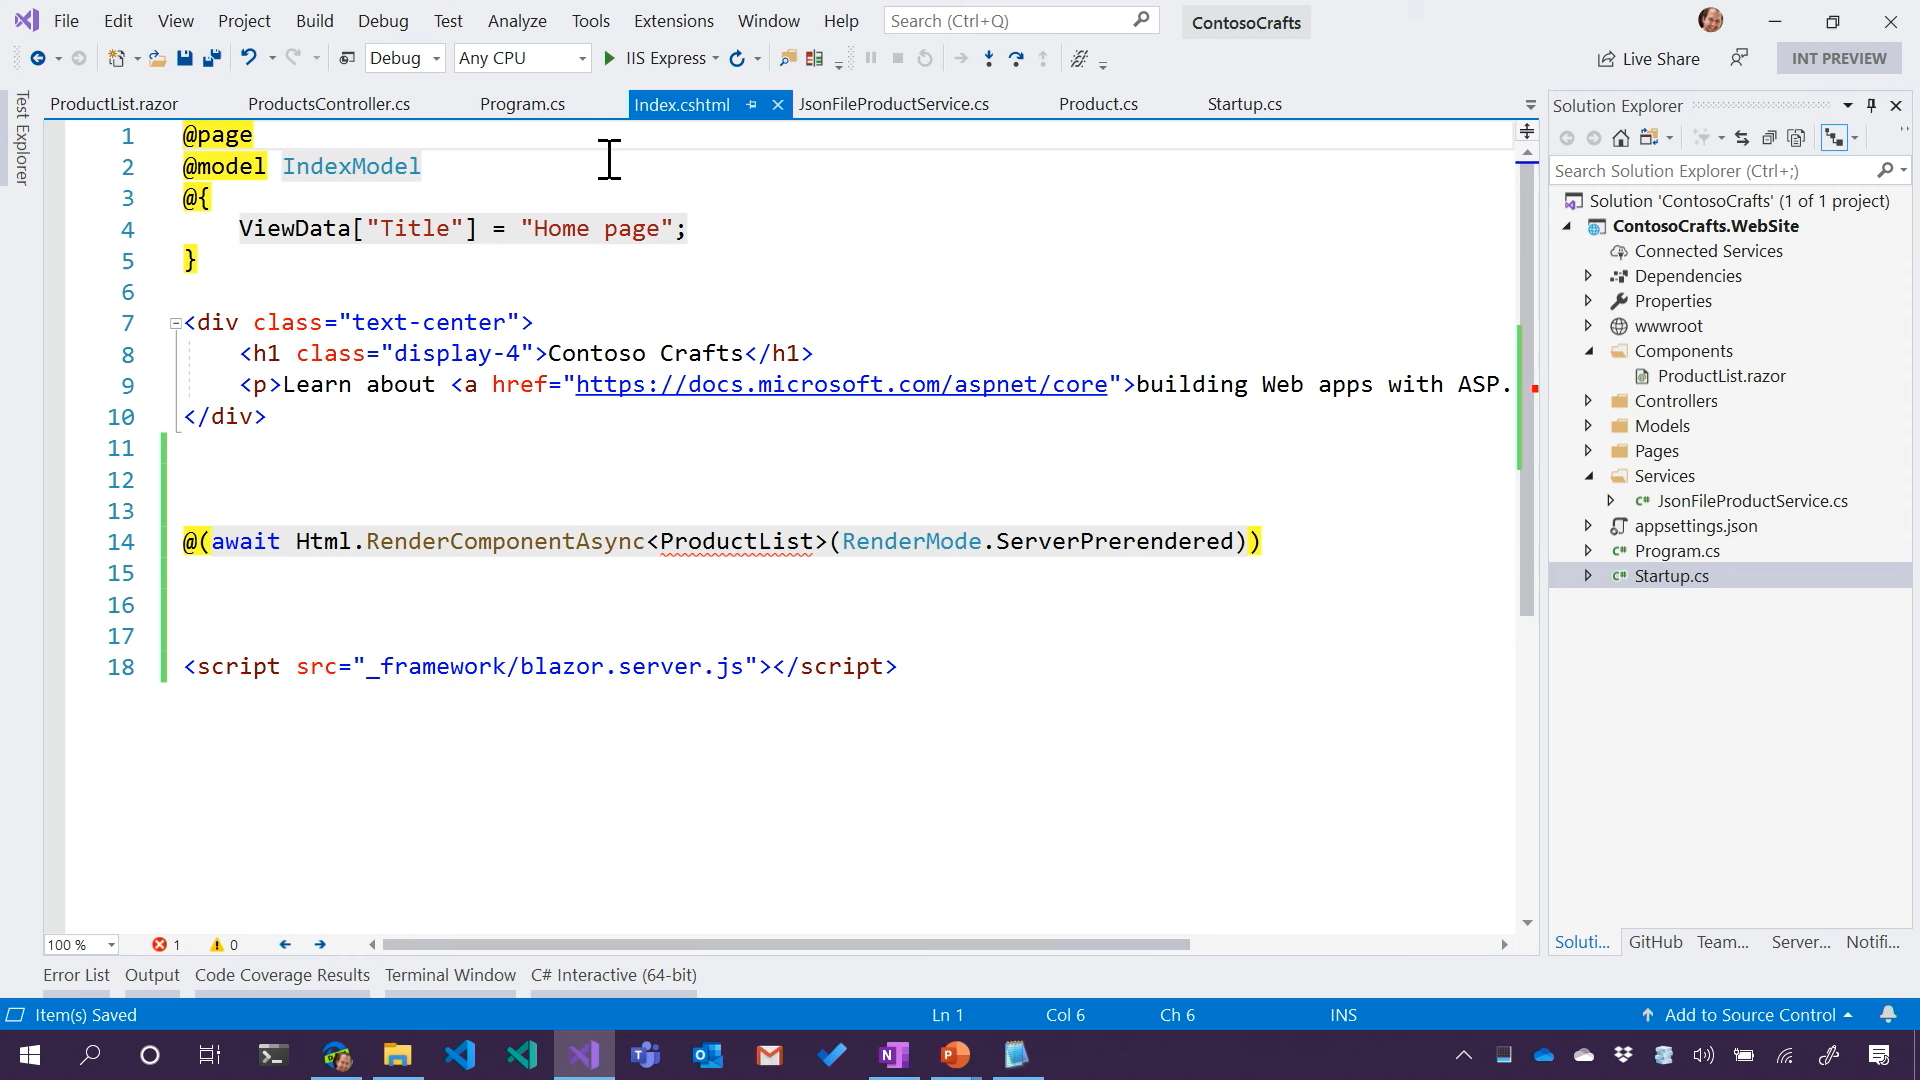 File Edit View Project Build Debug Test Analyze Tools Extensions Window Help Search (Ctrl+Q) ContosoCrafts
Debug Any CPU IIS Express Live Share INT PREVIEW
Test Explorer
ProductList.razor ProductsController.cs Program.cs Index.cshtml JsonFileProductService.cs Product.cs Startup.cs
1 @page
2 @model IndexModel
3 @{
4 ViewData["Title"] = "Home page";
5 }
6
7 <div class="text-center">
8 <h1 class="display-4">Contoso Crafts</h1>
9 <p>Learn about <a href="https://docs.microsoft.com/aspnet/core">building Web apps with ASP.
10 </div>
11
12
13
14 @(await Html.RenderComponentAsync<ProductList>(RenderMode.ServerPrerendered))
15
16
17
18 <script src="_framework/blazor.server.js"></script>
100 % 1 0
Error List Output Code Coverage Results Terminal Window C# Interactive (64-bit)
Solution Explorer
Search Solution Explorer (Ctrl+;)
Solution 'ContosoCrafts' (1 of 1 project)
ContosoCrafts.WebSite
Connected Services
Dependencies
Properties
wwwroot
Components
ProductList.razor
Controllers
Models
Pages
Services
C# JsonFileProductService.cs
appsettings.json
C# Program.cs
C# Startup.cs
Soluti... GitHub Team... Server... Notifi...
Item(s) Saved Ln 1 Col 6 Ch 6 INS Add to Source Control